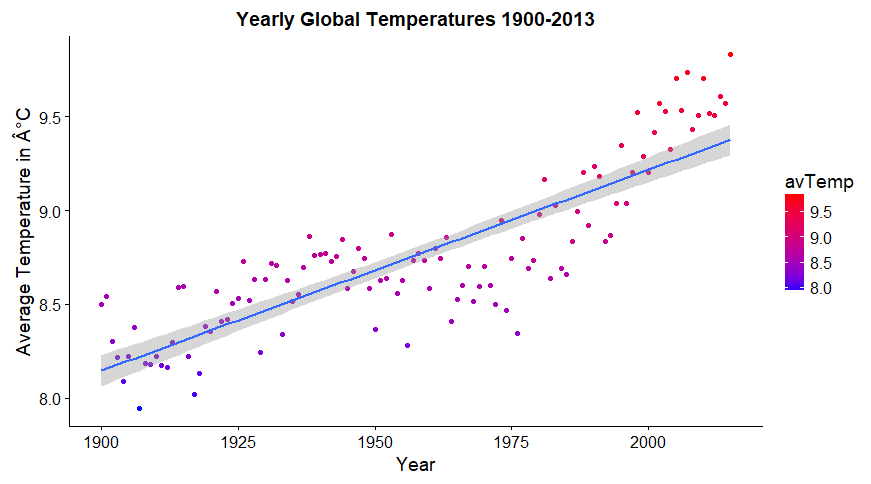 Yearly Global Temperatures 1900-2013
Average Temperature in Â°C
9.5
9.0
8.5
8.0
1900 1925 1950 1975 2000
Year
avTemp
9.5
9.0
8.5
8.0